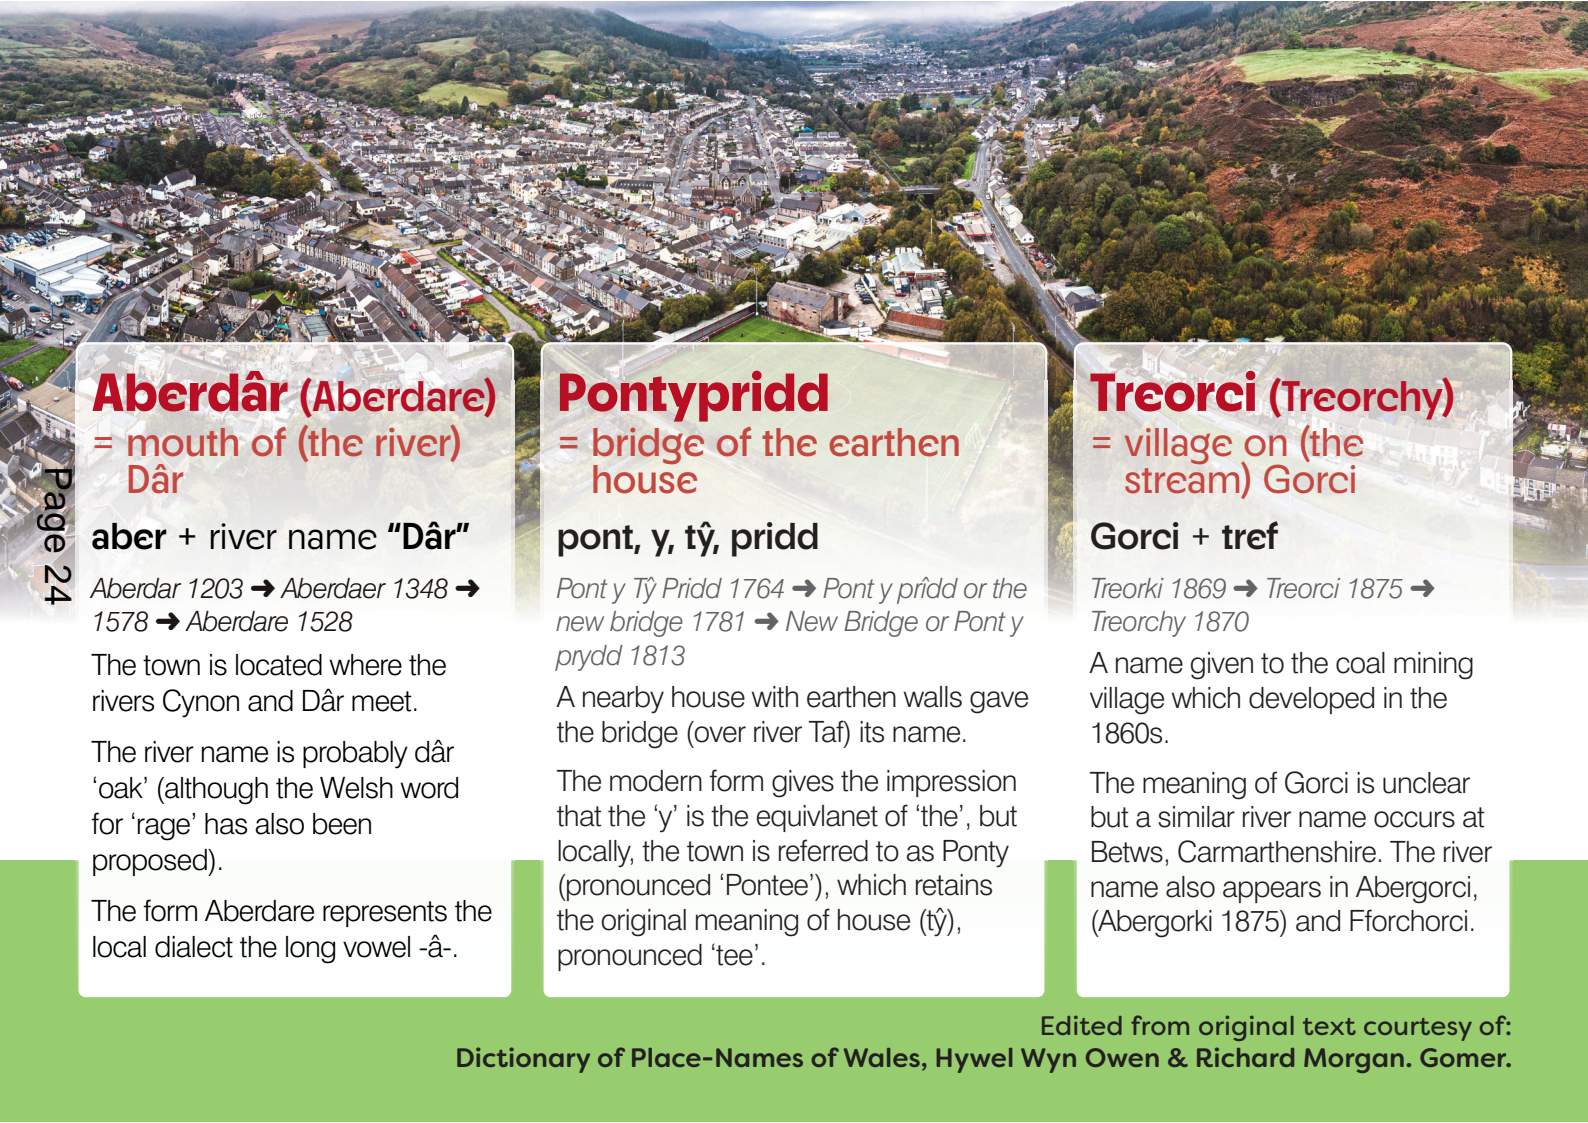 Aberdâr (Aberdare)
= mouth of (the river)
Dâr
aber + river name “Dâr”
Aberdar 1203 ➜ Aberdaer 1348 ➜
1578 ➜ Aberdare 1528
The town is located where the
rivers Cynon and Dâr meet.
The river name is probably dâr
‘oak’ (although the Welsh word
for ‘rage’ has also been
proposed).
The form Aberdare represents the
local dialect the long vowel -â-.
Pontypridd
= bridge of the earthen
house
pont, y, tŷ, pridd
Pont y Tŷ Pridd 1764 ➜ Pont y prîdd or the
new bridge 1781 ➜ New Bridge or Pont y
prydd 1813
A nearby house with earthen walls gave
the bridge (over river Taf) its name.
The modern form gives the impression
that the ‘y’ is the equivlanet of ‘the’, but
locally, the town is referred to as Ponty
(pronounced ‘Pontee’), which retains
the original meaning of house (tŷ),
pronounced ‘tee’.
Treorci (Treorchy)
= village on (the
stream) Gorci
Gorci + tref
Treorki 1869 ➜ Treorci 1875 ➜
Treorchy 1870
A name given to the coal mining
village which developed in the
1860s.
The meaning of Gorci is unclear
but a similar river name occurs at
Betws, Carmarthenshire. The river
name also appears in Abergorci,
(Abergorki 1875) and Fforchorci.
Edited from original text courtesy of:
Dictionary of Place-Names of Wales, Hywel Wyn Owen & Richard Morgan. Gomer.
Page 24